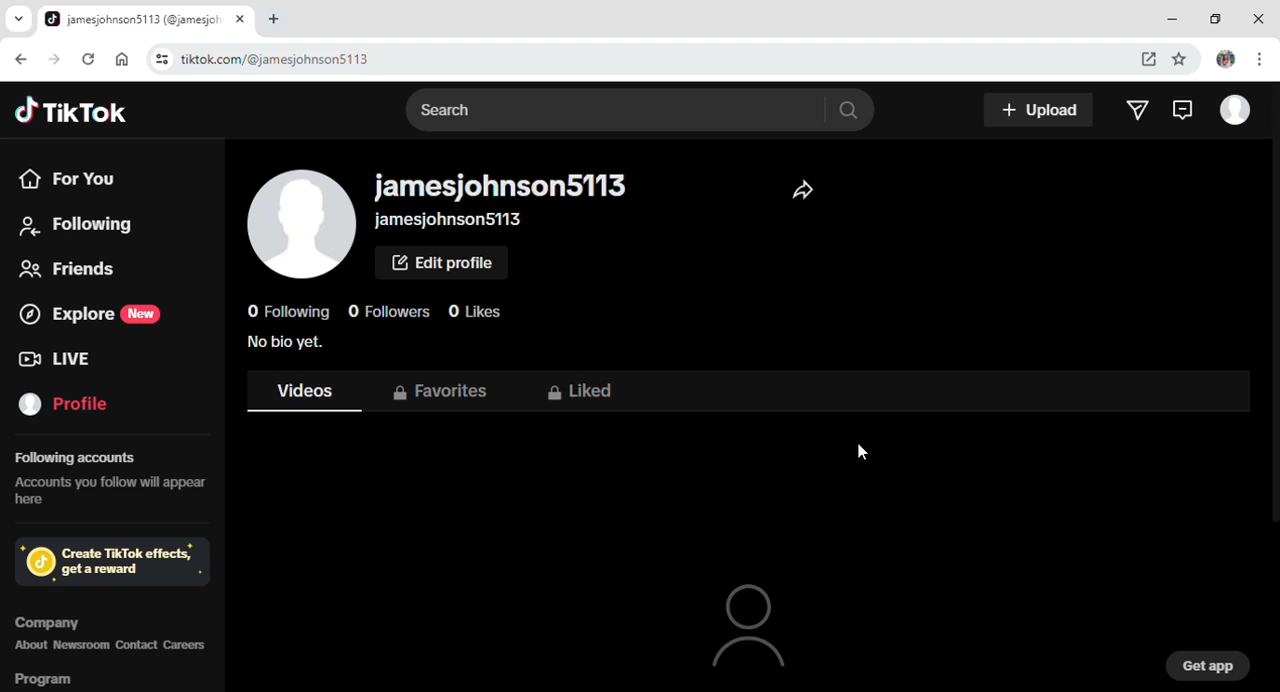 jamesjohnson5113 (@jamesjoh
tiktok.com/@jamesjohnson5113
TikTok
Search
Upload
For You
Following
Friends
Explore New
LIVE
Profile
Following accounts
Accounts you follow will appear
here
Create TikTok effects,
get a reward
Company
About Newsroom Contact Careers
Program
jamesjohnson5113
jamesjohnson5113
Edit profile
0 Following 0 Followers 0 Likes
No bio yet.
Videos Favorites Liked
Get app